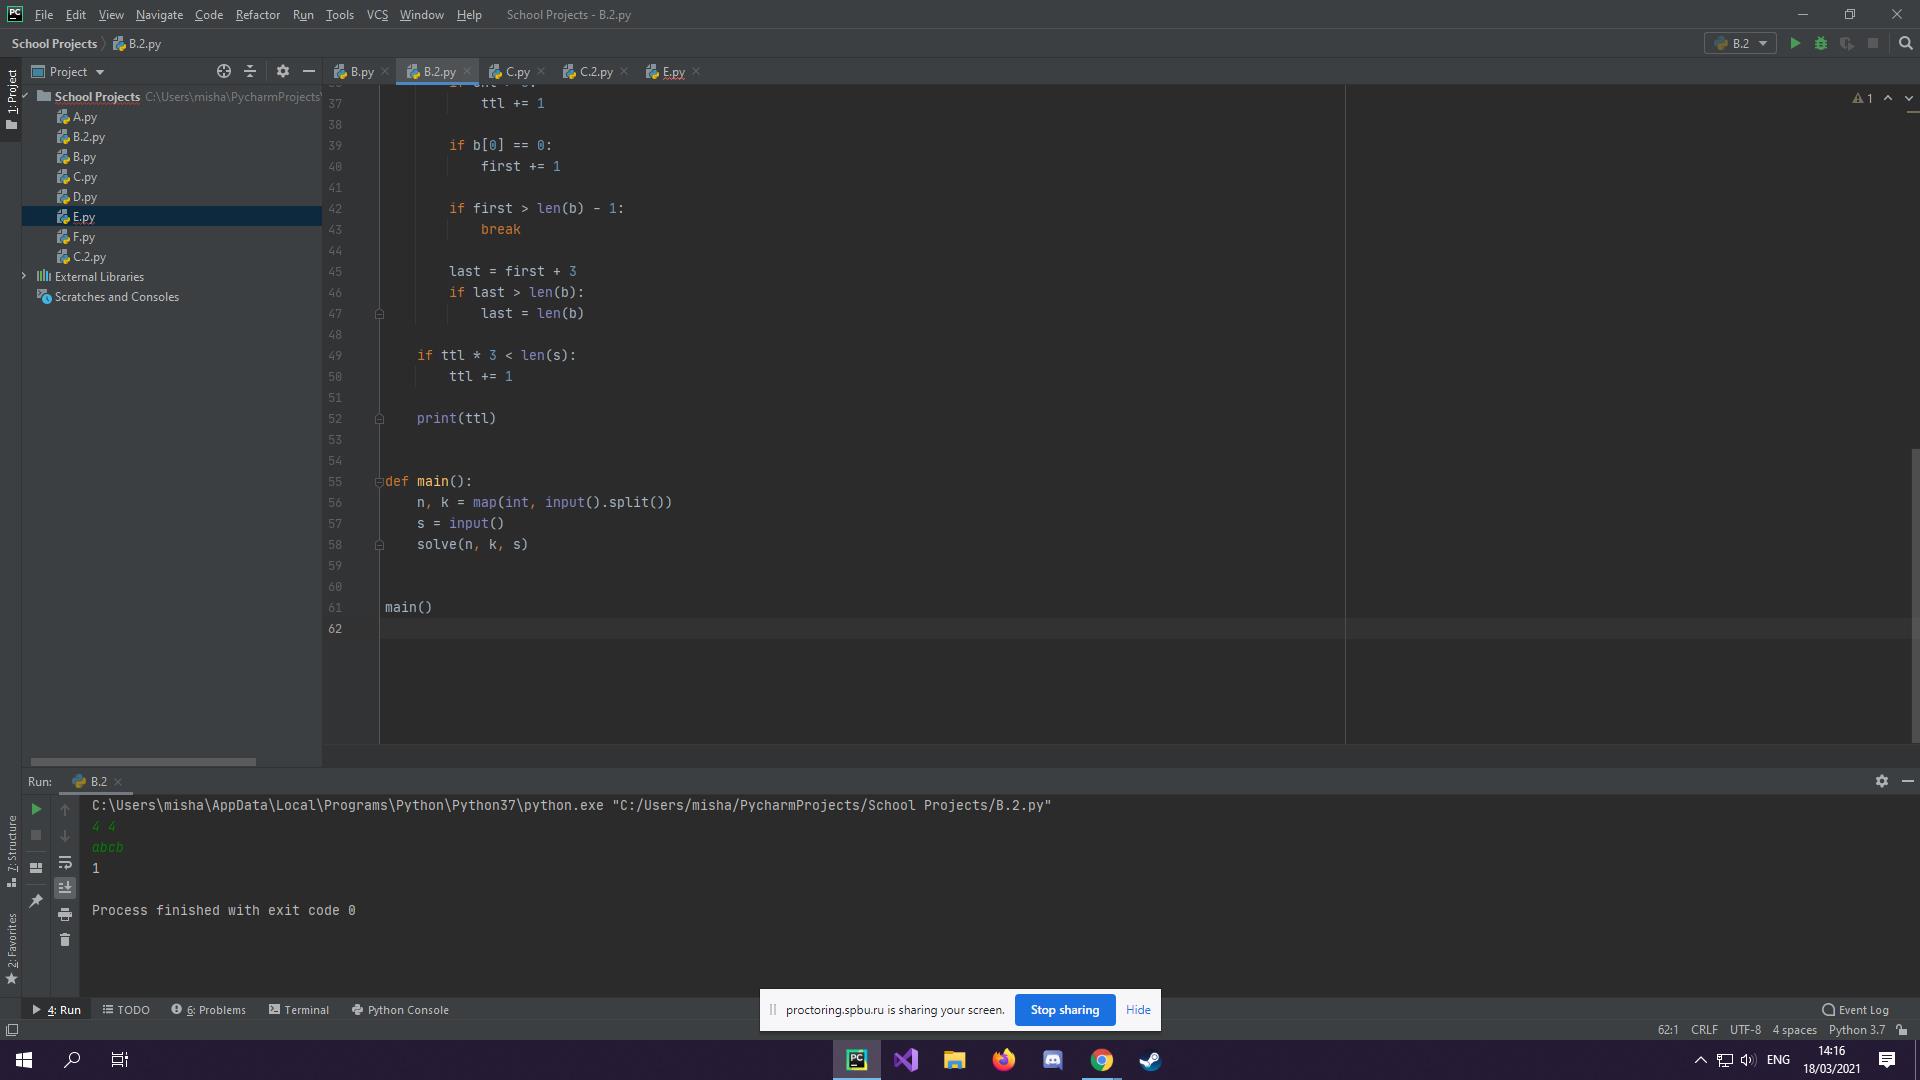 File Edit View Navigate Code Refactor Run Tools VCS Window Help School Projects - B.2.py
School Projects B.2.py
B.2
1: Project
Project
B.py B.2.py C.py C.2.py E.py
School Projects C:\Users\misha\PycharmProjects\
A.py
B.2.py
B.py
C.py
D.py
E.py
F.py
C.2.py
External Libraries
Scratches and Consoles
1
37 ttl += 1
38
39 if b[0] == 0:
40 first += 1
41
42 if first > len(b) - 1:
43 break
44
45 last = first + 3
46 if last > len(b):
47 last = len(b)
48
49 if ttl * 3 < len(s):
50 ttl += 1
51
52 print(ttl)
53
54
55 def main():
56 n, k = map(int, input().split())
57 s = input()
58 solve(n, k, s)
59
60
61 main()
62
Run: B.2
C:\Users\misha\AppData\Local\Programs\Python\Python37\python.exe "C:/Users/misha/PycharmProjects/School Projects/B.2.py"
4 4
abcb
1
Process finished with exit code 0
7: Structure
2: Favorites
proctoring.spbu.ru is sharing your screen. Stop sharing Hide
4: Run TODO 6: Problems Terminal Python Console Event Log
62:1 CRLF UTF-8 4 spaces Python 3.7
ENG
14:16
18/03/2021